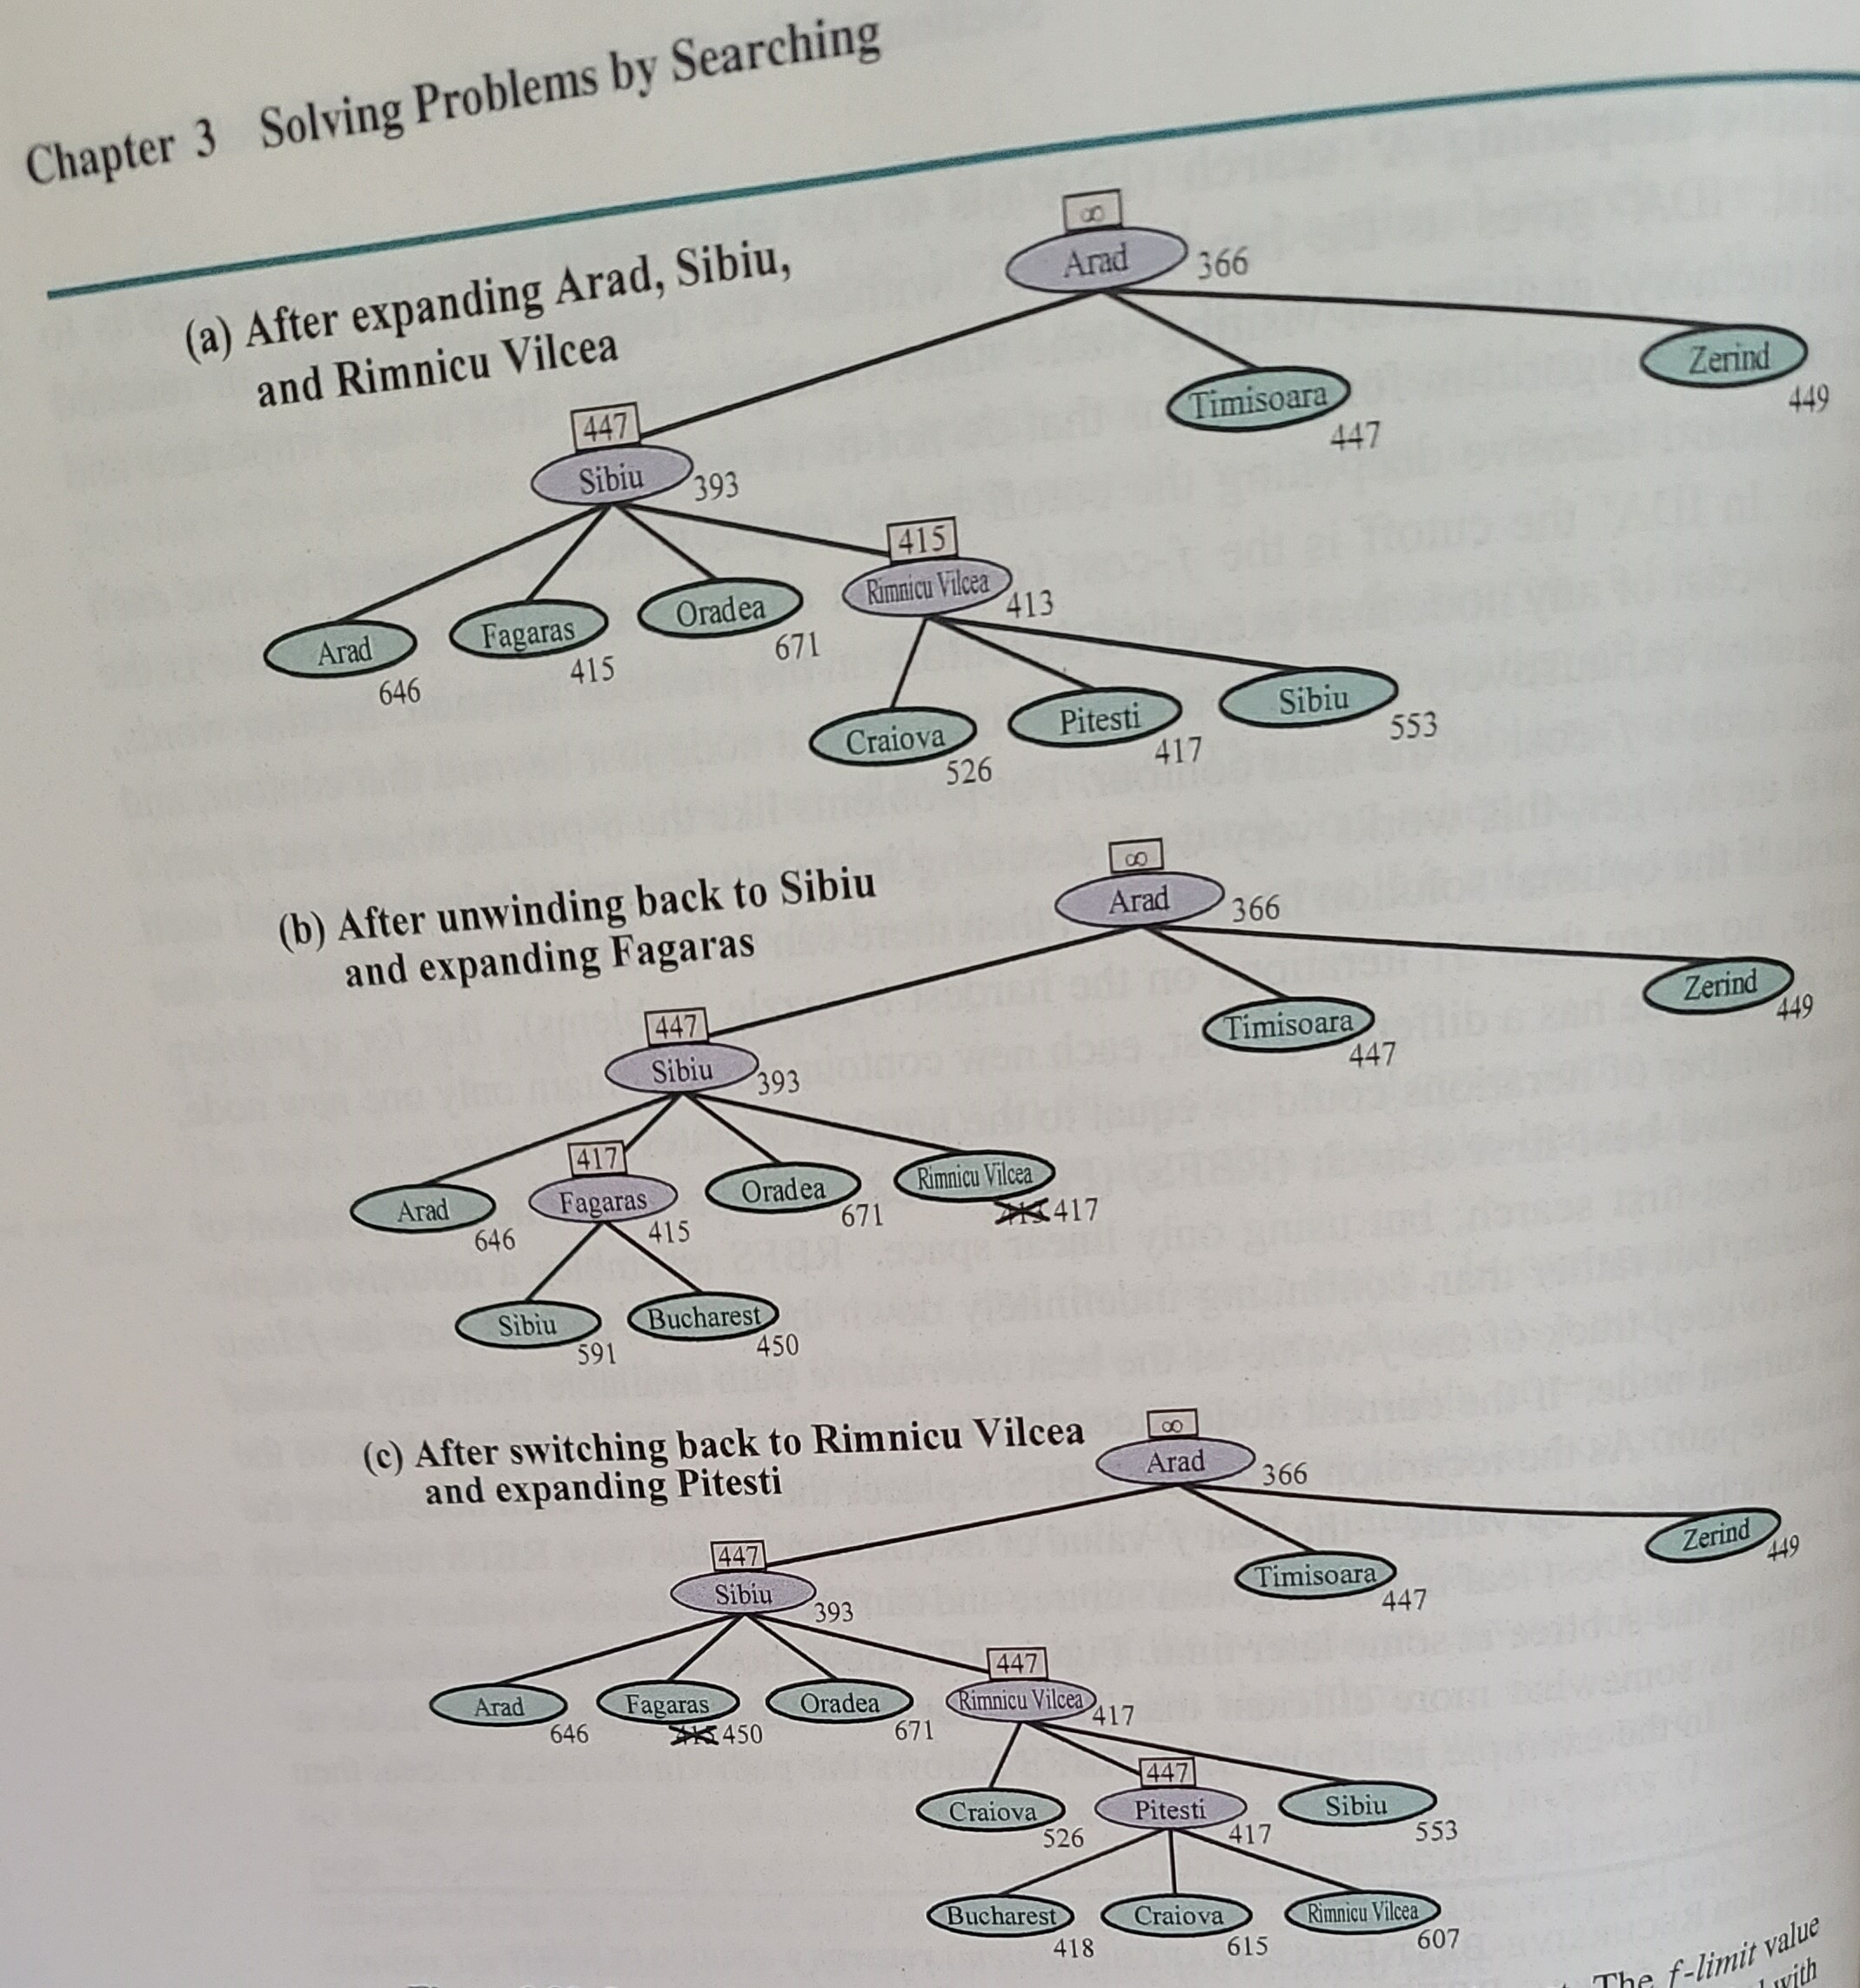 Chapter 3 Solving Problems by Searching
(a) After expanding Arad, Sibiu,
and Rimnicu Vilcea
∞
Arad
366
447
Sibiu
393
Timisoara
447
Zerind
449
Arad
646
Fagaras
415
Oradea
671
415
Rimnicu Vilcea
413
Craiova
526
Pitesti
417
Sibiu
553
(b) After unwinding back to Sibiu
and expanding Fagaras
∞
Arad
366
447
Sibiu
393
Timisoara
447
Zerind
449
Arad
646
417
Fagaras
415
Oradea
671
Rimnicu Vilcea
413 417
Sibiu
591
Bucharest
450
(c) After switching back to Rimnicu Vilcea
and expanding Pitesti
∞
Arad
366
447
Sibiu
393
Timisoara
447
Zerind
449
Arad
646
Fagaras
415 450
Oradea
671
447
Rimnicu Vilcea
417
Craiova
526
447
Pitesti
417
Sibiu
553
Bucharest
418
Craiova
615
Rimnicu Vilcea
607
The f-limit value
with